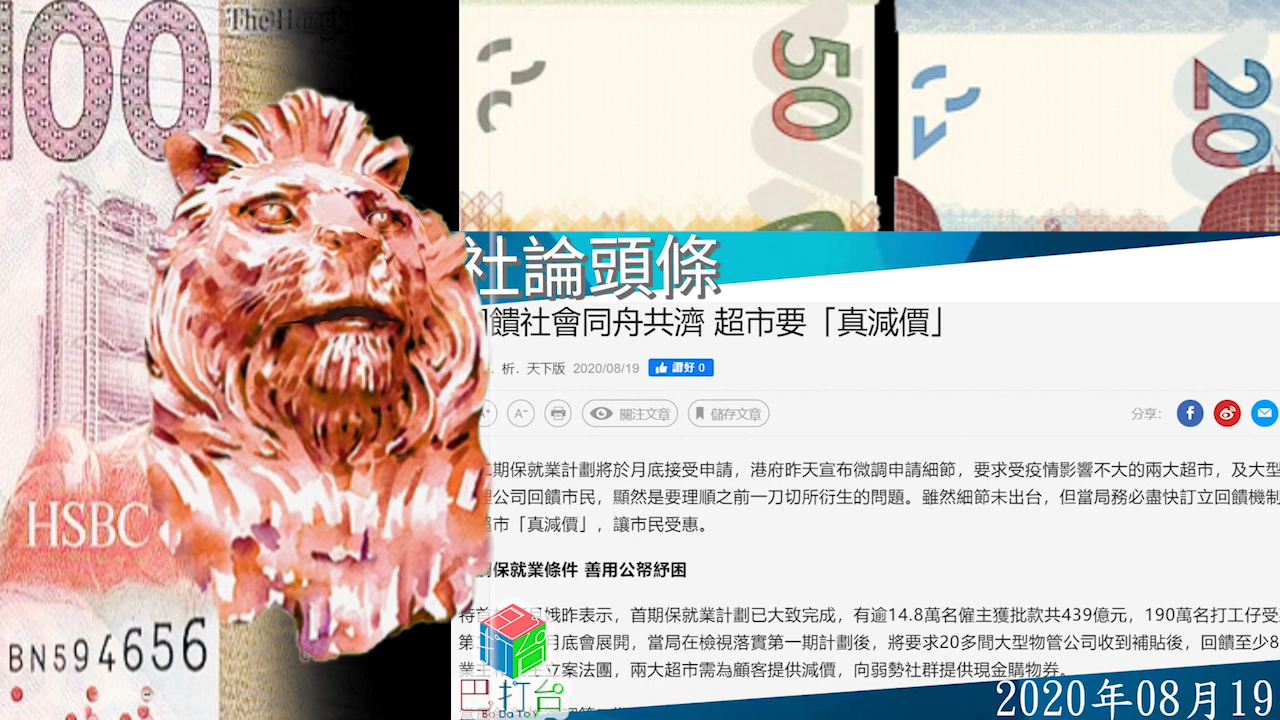 100
The Hongk
50
20
HSBC
BN594656
社論頭條
饋社會同舟共濟 超市要「真減價」
析．天下版 2020/08/19 讚好 0
A⁻ 關注文章 儲存文章 分享:
期保就業計劃將於月底接受申請，港府昨天宣布微調申請細節，要求受疫情影響不大的兩大超市，及大型
公司回饋市民，顯然是要理順之前一刀切所衍生的問題。雖然細節未出台，但當局務必盡快訂立回饋機制
市「真減價」，讓市民受惠。
保就業條件 善用公帑紓困
娥昨表示，首期保就業計劃已大致完成，有逾14.8萬名僱主獲批款共439億元，190萬名打工仔受
第 月底會展開，當局在檢視落實第一期計劃後，將要求20多間大型物管公司收到補貼後，回饋至少8
業主 立案法團，兩大超市需為顧客提供減價，向弱勢社群提供現金購物券。
巴打台
BaDaToy
2020年08月19